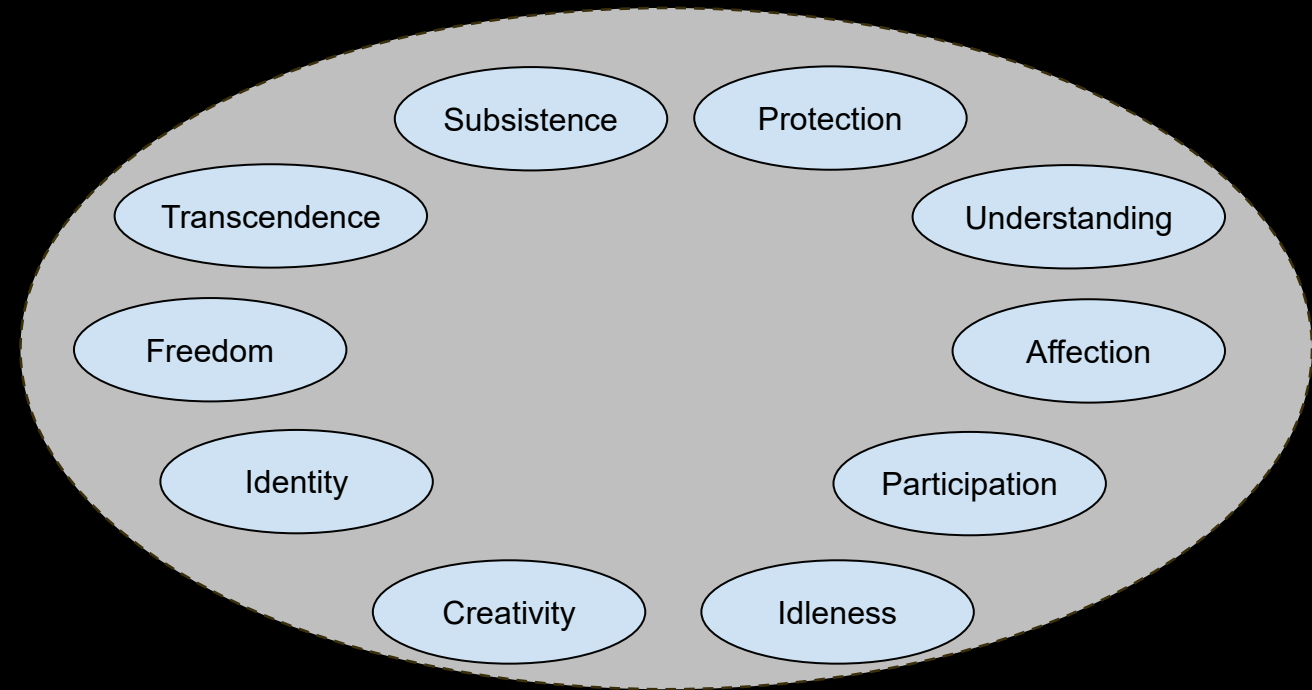 Subsistence
Protection
Transcendence
Understanding
Freedom
Affection
Identity
Participation
Creativity
Idleness